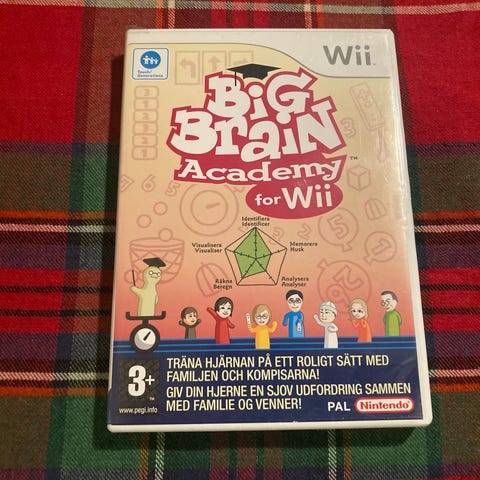 Touch!
Generations
Wii
BiG
BRaiN
Academy™
for Wii
Identifiera
Identificer
Visualisera
Visualiser
Memorera
Husk
Räkna
Beregn
Analysera
Analyser
3+
www.pegi.info
TRÄNA HJÄRNAN PÅ ETT ROLIGT SÄTT MED
FAMILJEN OCH KOMPISARNA!
GIV DIN HJERNE EN SJOV UDFORDRING SAMMEN
MED FAMILIE OG VENNER!
PAL
Nintendo